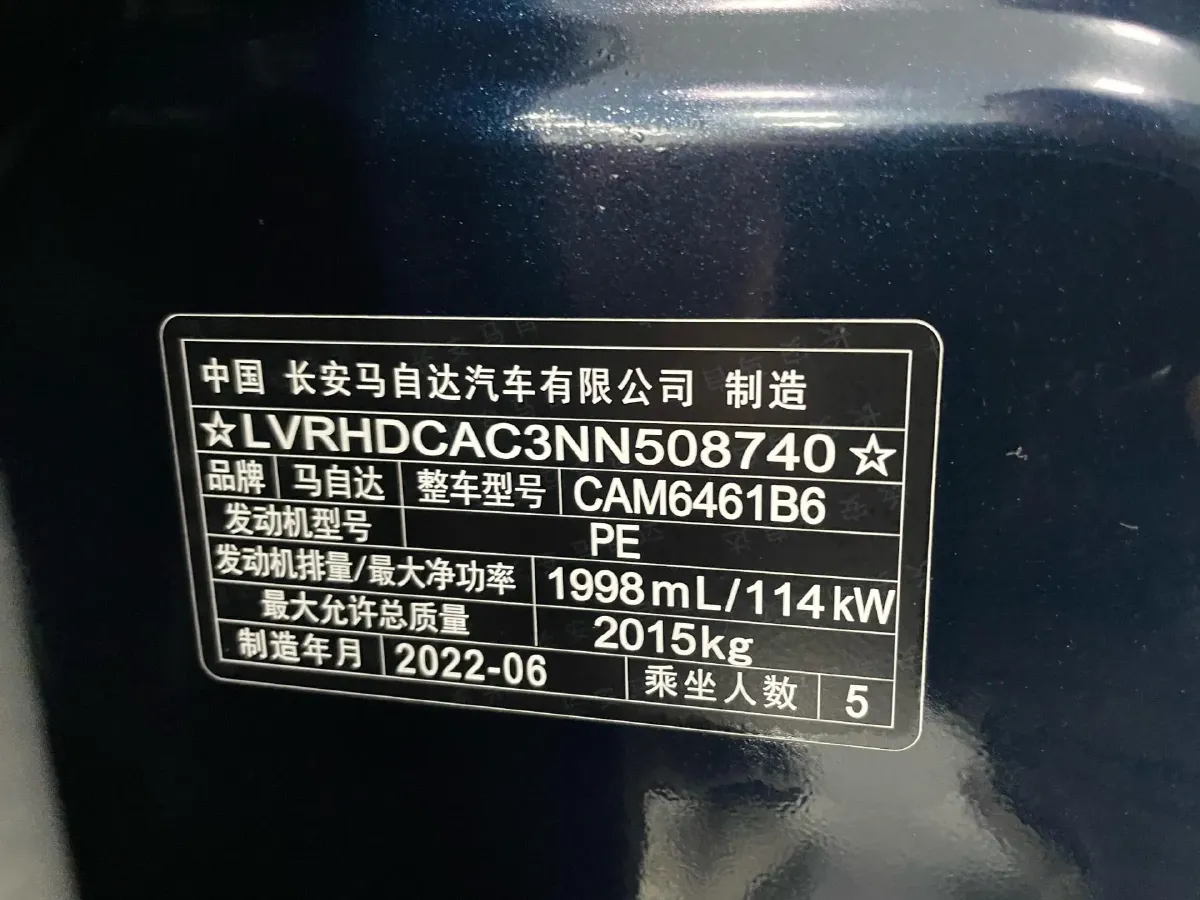 中国 长安马自达汽车有限公司 制造
☆LVRHDCAC3NN508740☆
品牌 马自达 整车型号 CAM6461B6
发动机型号 PE
发动机排量/最大净功率 1998mL/114kW
最大允许总质量 2015kg
制造年月 2022-06 乘坐人数 5